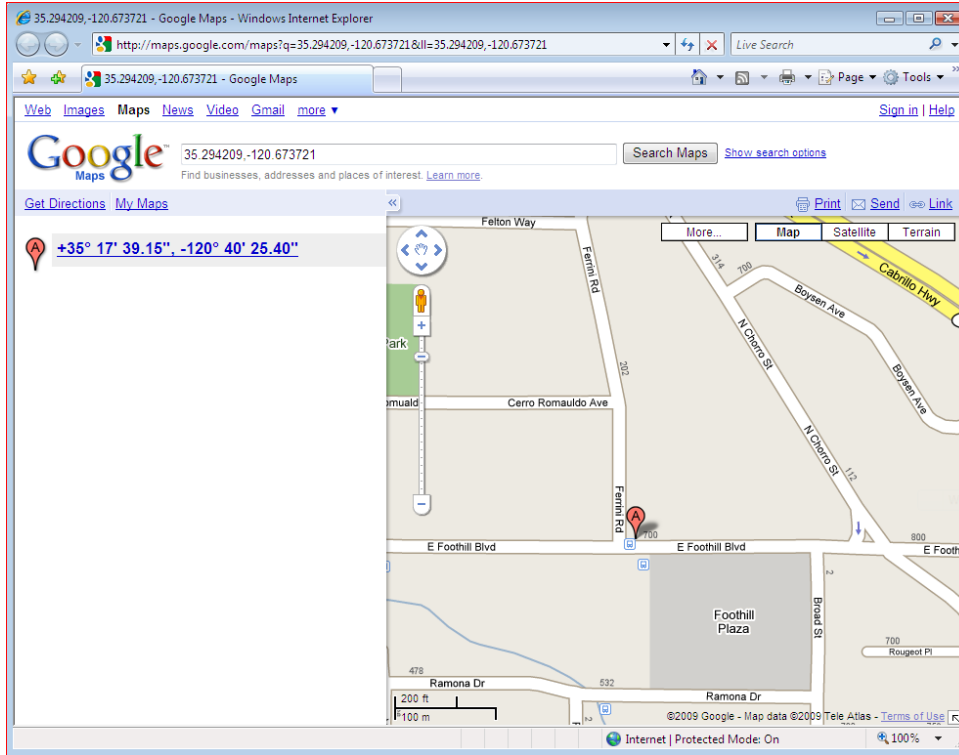 35.294209,-120.673721 - Google Maps - Windows Internet Explorer
http://maps.google.com/maps?q=35.294209,-120.673721&ll=35.294209,-120.673721
Live Search
35.294209,-120.673721 - Google Maps
Page
Tools
Web Images Maps News Video Gmail more ▼
Sign in | Help
Google™
Maps
35.294209,-120.673721
Search Maps
Show search options
Find businesses, addresses and places of interest. Learn more.
Get Directions My Maps
«
Print Send Link
A
+35° 17' 39.15", -120° 40' 25.40"
More...
Map
Satellite
Terrain
Felton Way
Ferrini Rd
314
700
Cabrillo Hwy
Boysen Ave
N Chorro St
Park
202
Boysen Ave
omuald
Cerro Romauldo Ave
N Chorro St
112
Ferrini Rd
A
700
E Foothill Blvd
E Foothill Blvd
800
E Footh
2
Broad St
Foothill
Plaza
700
Rougeot Pl
478
Ramona Dr
532
Ramona Dr
200 ft
100 m
2
©2009 Google - Map data ©2009 Tele Atlas - Terms of Use
Internet | Protected Mode: On
100%